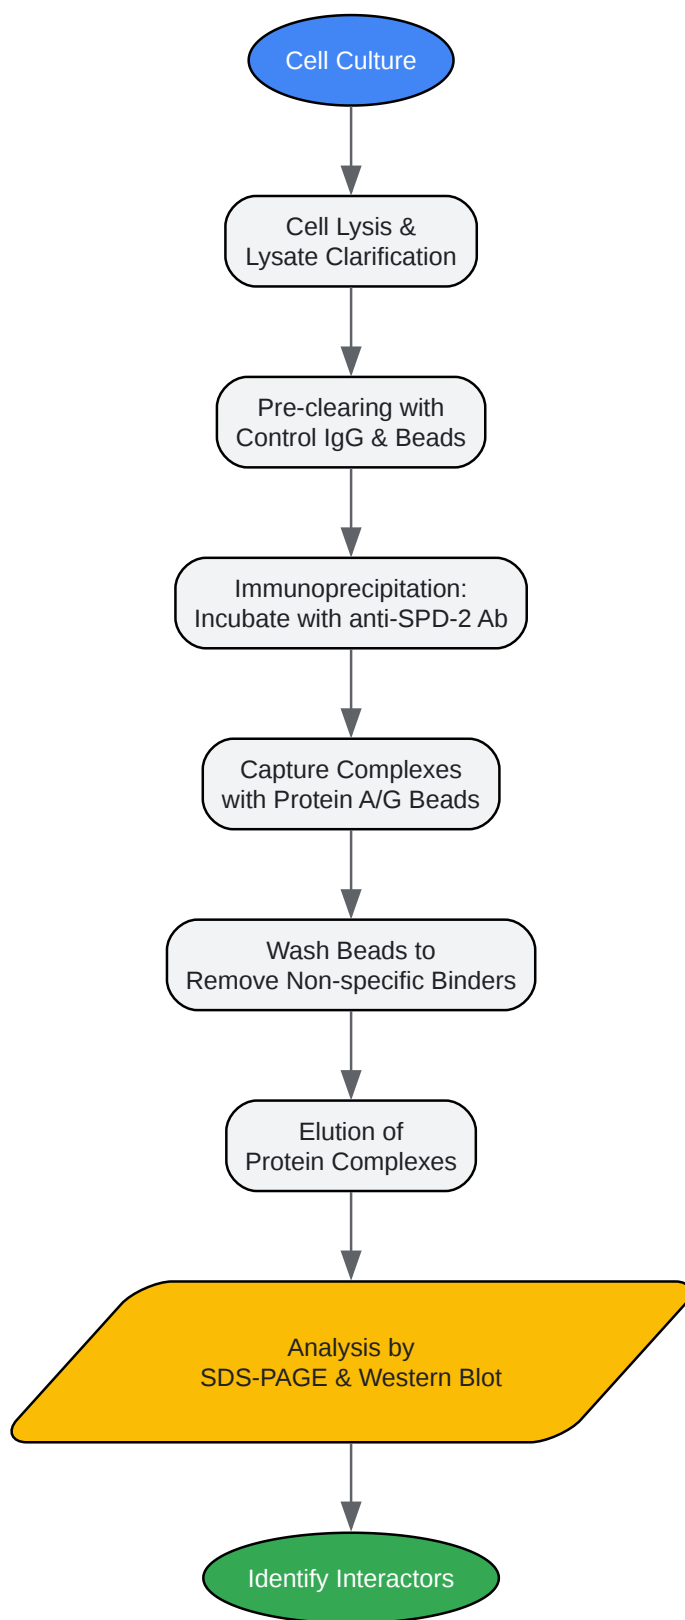 Cell Culture
Cell Lysis &
Lysate Clarification
Pre-clearing with
Control IgG & Beads
Immunoprecipitation:
Incubate with anti-SPD-2 Ab
Capture Complexes
with Protein A/G Beads
Wash Beads to
Remove Non-specific Binders
Elution of
Protein Complexes
Analysis by
SDS-PAGE & Western Blot
Identify Interactors